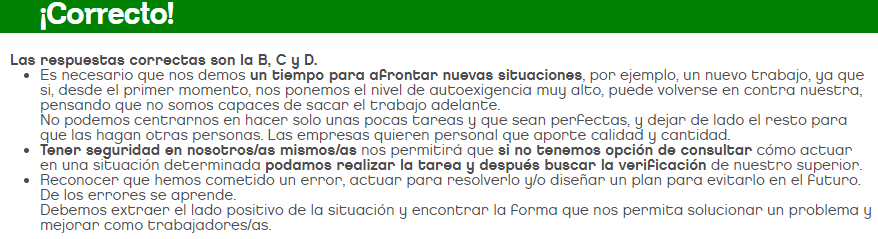 ¡Correcto!
Las respuestas correctas son la B, C y D.
• Es necesario que nos demos un tiempo para afrontar nuevas situaciones, por ejemplo, un nuevo trabajo, ya que
si, desde el primer momento, nos ponemos el nivel de autoexigencia muy alto, puede volverse en contra nuestra,
pensando que no somos capaces de sacar el trabajo adelante.
No podemos centrarnos en hacer solo unas pocas tareas y que sean perfectas, y dejar de lado el resto para
que las hagan otras personas. Las empresas quieren personal que aporte calidad y cantidad.
• Tener seguridad en nosotros/as mismos/as nos permitirá que si no tenemos opción de consultar cómo actuar
en una situación determinada podamos realizar la tarea y después buscar la verificación de nuestro superior.
• Reconocer que hemos cometido un error, actuar para resolverlo y/o diseñar un plan para evitarlo en el futuro.
De los errores se aprende.
Debemos extraer el lado positivo de la situación y encontrar la forma que nos permita solucionar un problema y
mejorar como trabajadores/as.